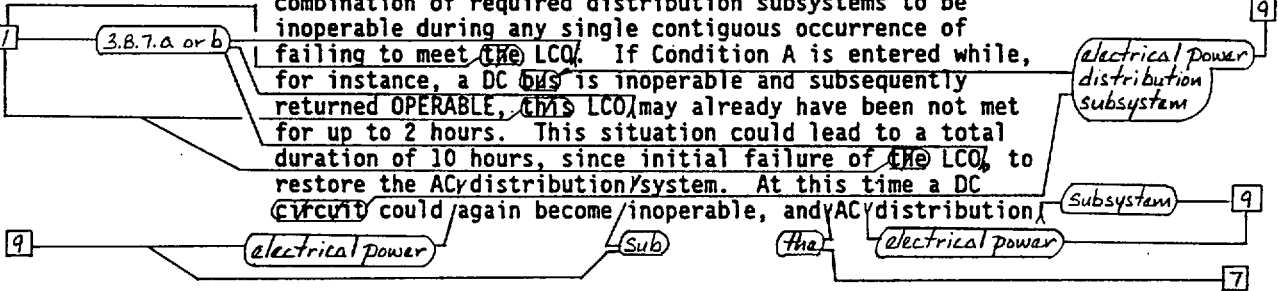 combination of required distribution subsystems to be
9
inoperable during any single contiguous occurrence of
1
3.8.7.a or b
failing to meet the LCO. If Condition A is entered while,
electrical power
distribution
subsystem
for instance, a DC bus is inoperable and subsequently
returned OPERABLE, this LCO may already have been not met
for up to 2 hours. This situation could lead to a total
duration of 10 hours, since initial failure of the LCO, to
restore the AC distribution system. At this time a DC
circuit could again become inoperable, and AC distribution
Subsystem
9
9
electrical power
Sub
the
electrical power
7